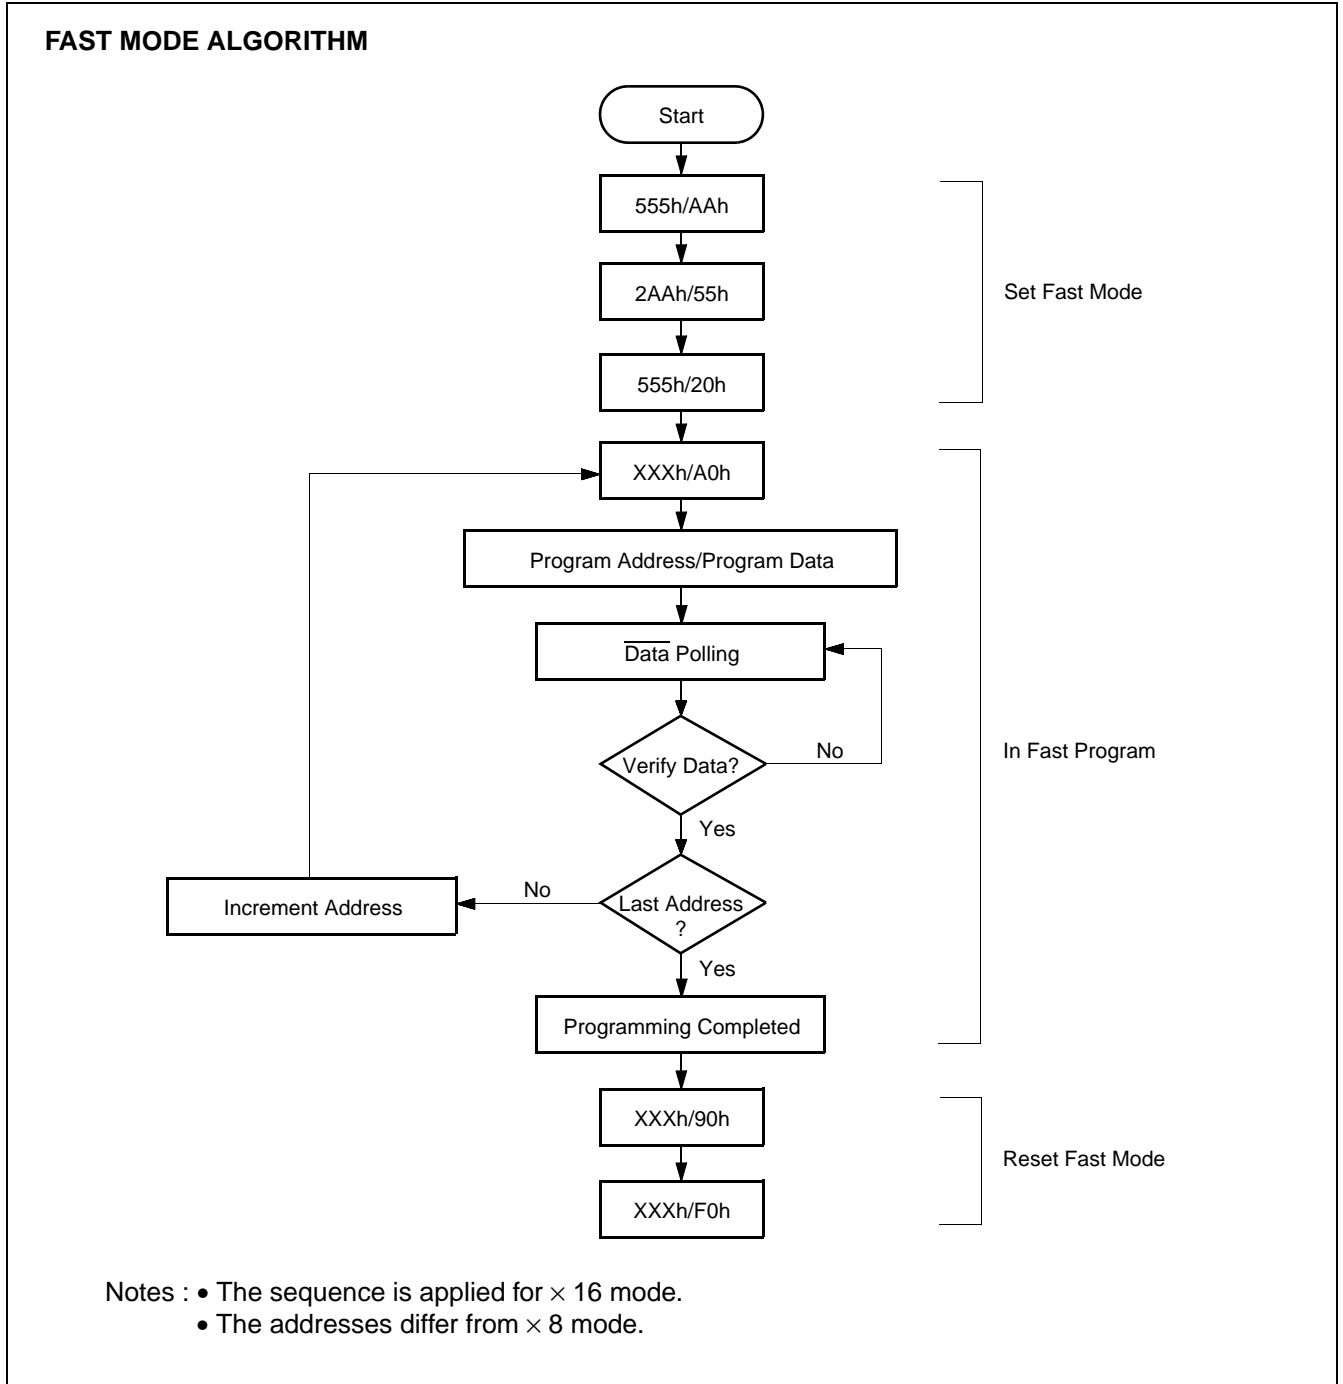 FAST MODE ALGORITHM
Start
555h/AAh
2AAh/55h
Set Fast Mode
555h/20h
XXXh/A0h
Program Address/Program Data
D̅a̅t̅a̅ Polling
Verify Data?
No
In Fast Program
Yes
Increment Address
No
Last Address
?
Yes
Programming Completed
XXXh/90h
Reset Fast Mode
XXXh/F0h
Notes : • The sequence is applied for × 16 mode.
• The addresses differ from × 8 mode.